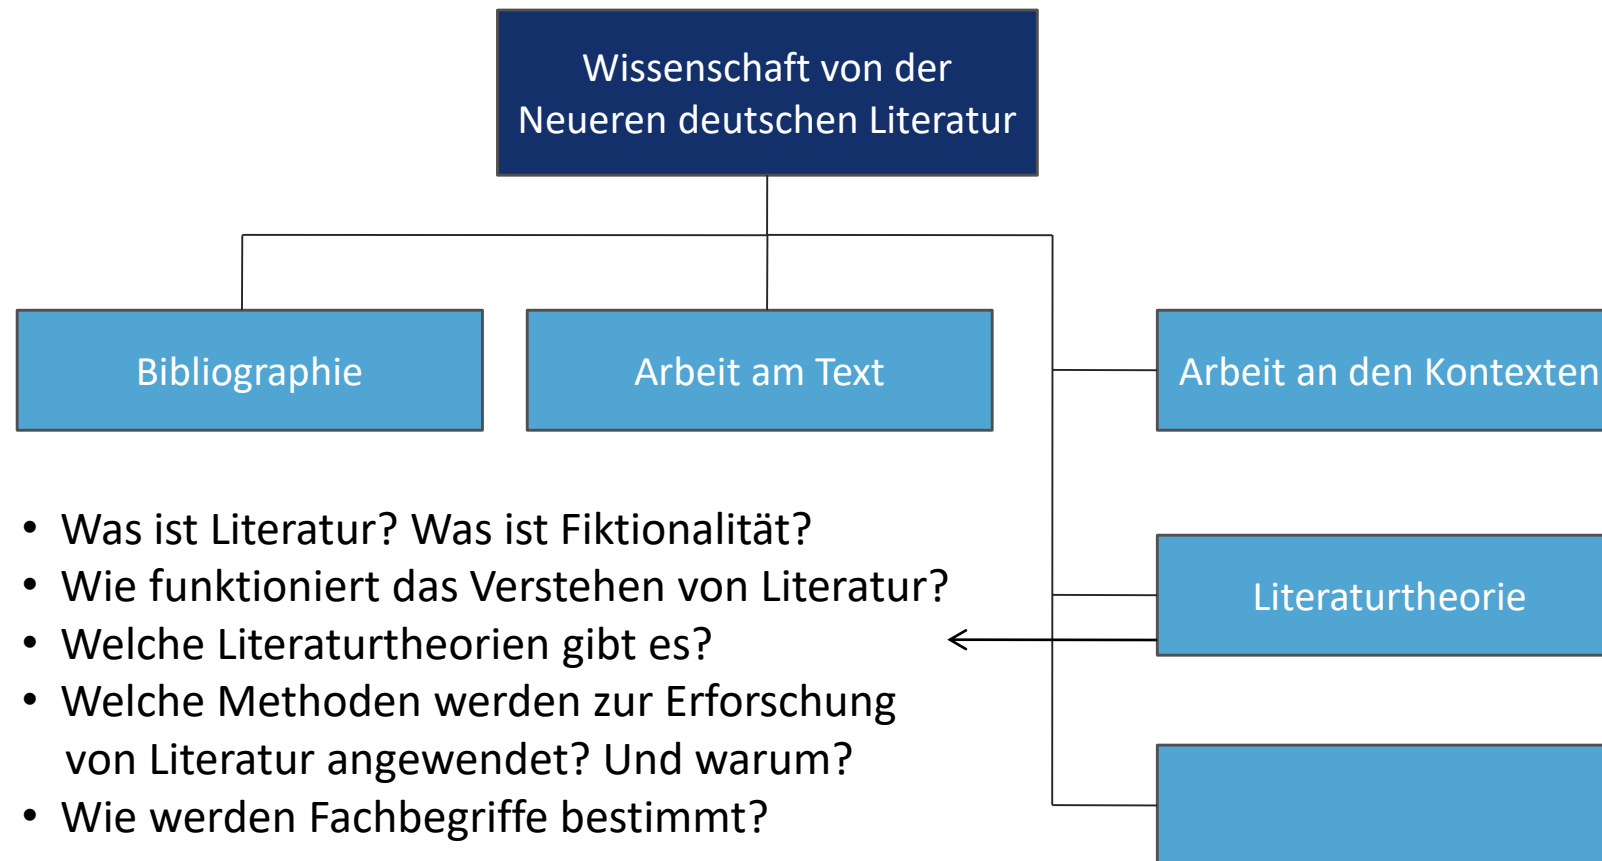 Wissenschaft von der
Neueren deutschen Literatur
Bibliographie
Arbeit am Text
Arbeit an den Kontexten
• Was ist Literatur? Was ist Fiktionalität?
• Wie funktioniert das Verstehen von Literatur?
• Welche Literaturtheorien gibt es?
• Welche Methoden werden zur Erforschung
von Literatur angewendet? Und warum?
• Wie werden Fachbegriffe bestimmt?
Literaturtheorie